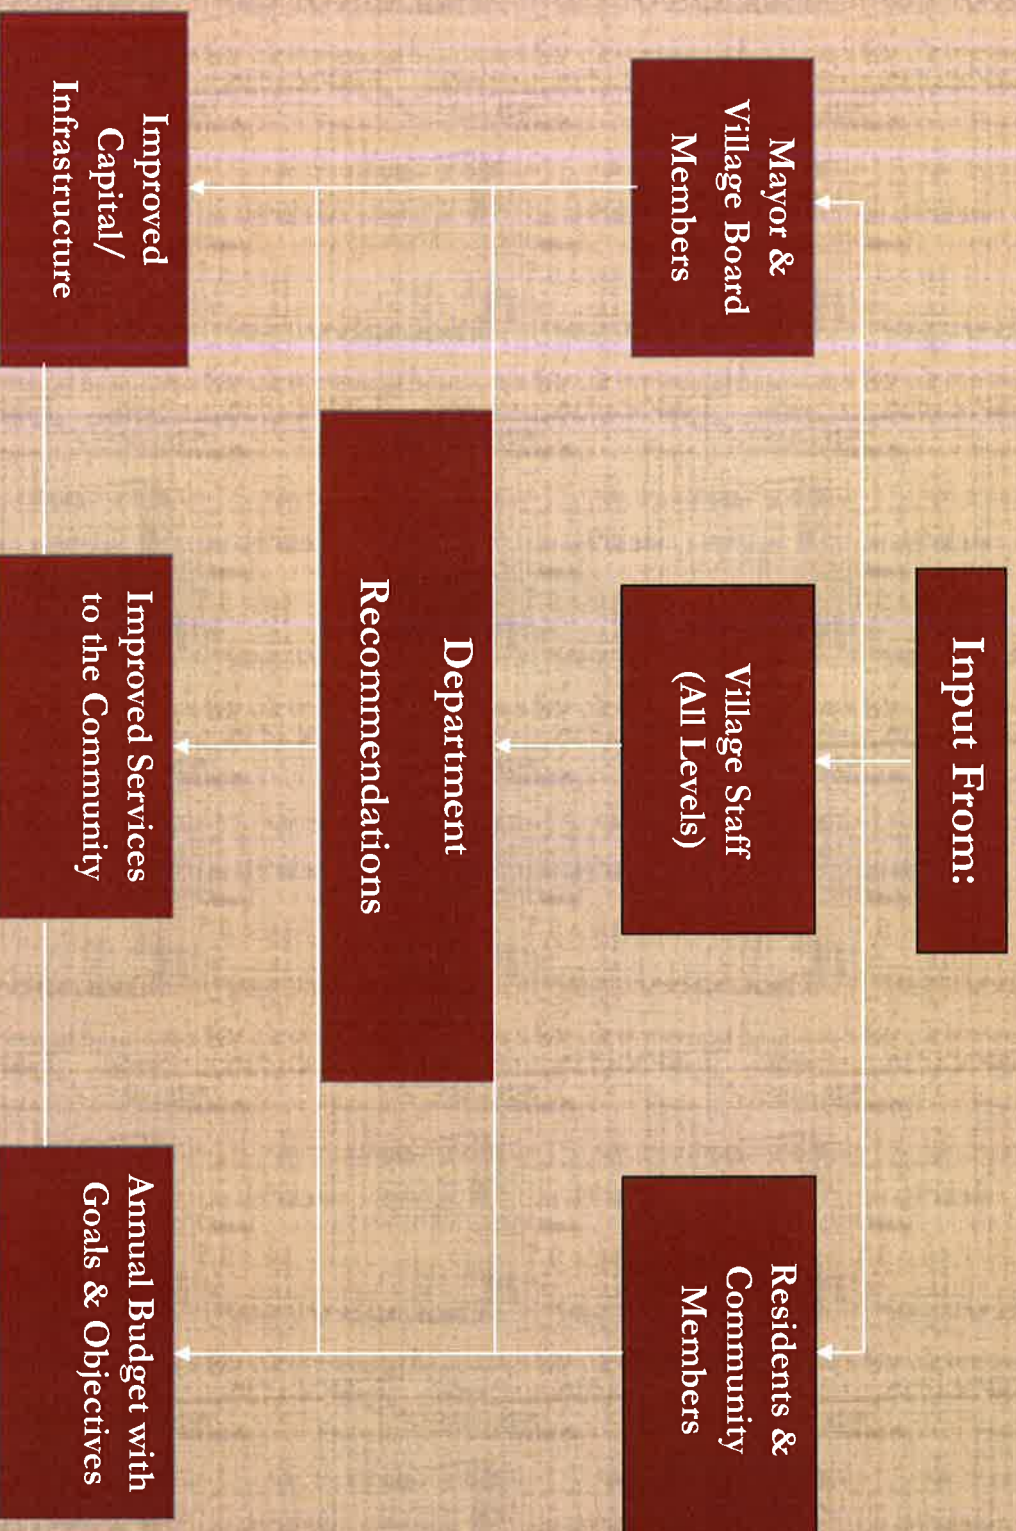 Input From:
Mayor &
Village Board
Members
Village Staff
(All Levels)
Residents &
Community
Members
Department
Recommendations
Improved
Capital/
Infrastructure
Improved Services
to the Community
Annual Budget with
Goals & Objectives